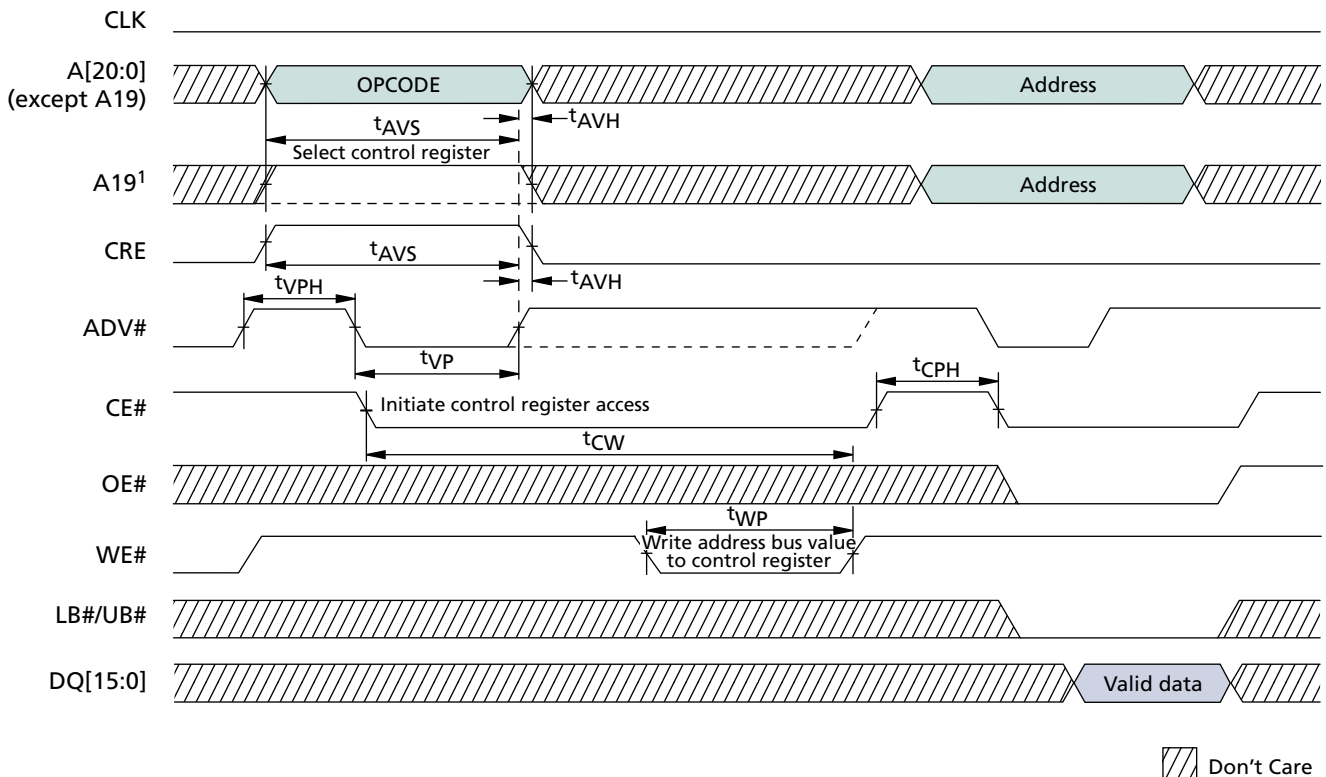 CLK
A[20:0]
(except A19)
OPCODE
Address
tAVS
tAVH
Select control register
A19¹
Address
CRE
tAVS
tAVH
tVPH
ADV#
tVP
tCPH
CE#
Initiate control register access
tCW
OE#
tWP
WE#
Write address bus value
to control register
LB#/UB#
DQ[15:0]
Valid data
Don't Care